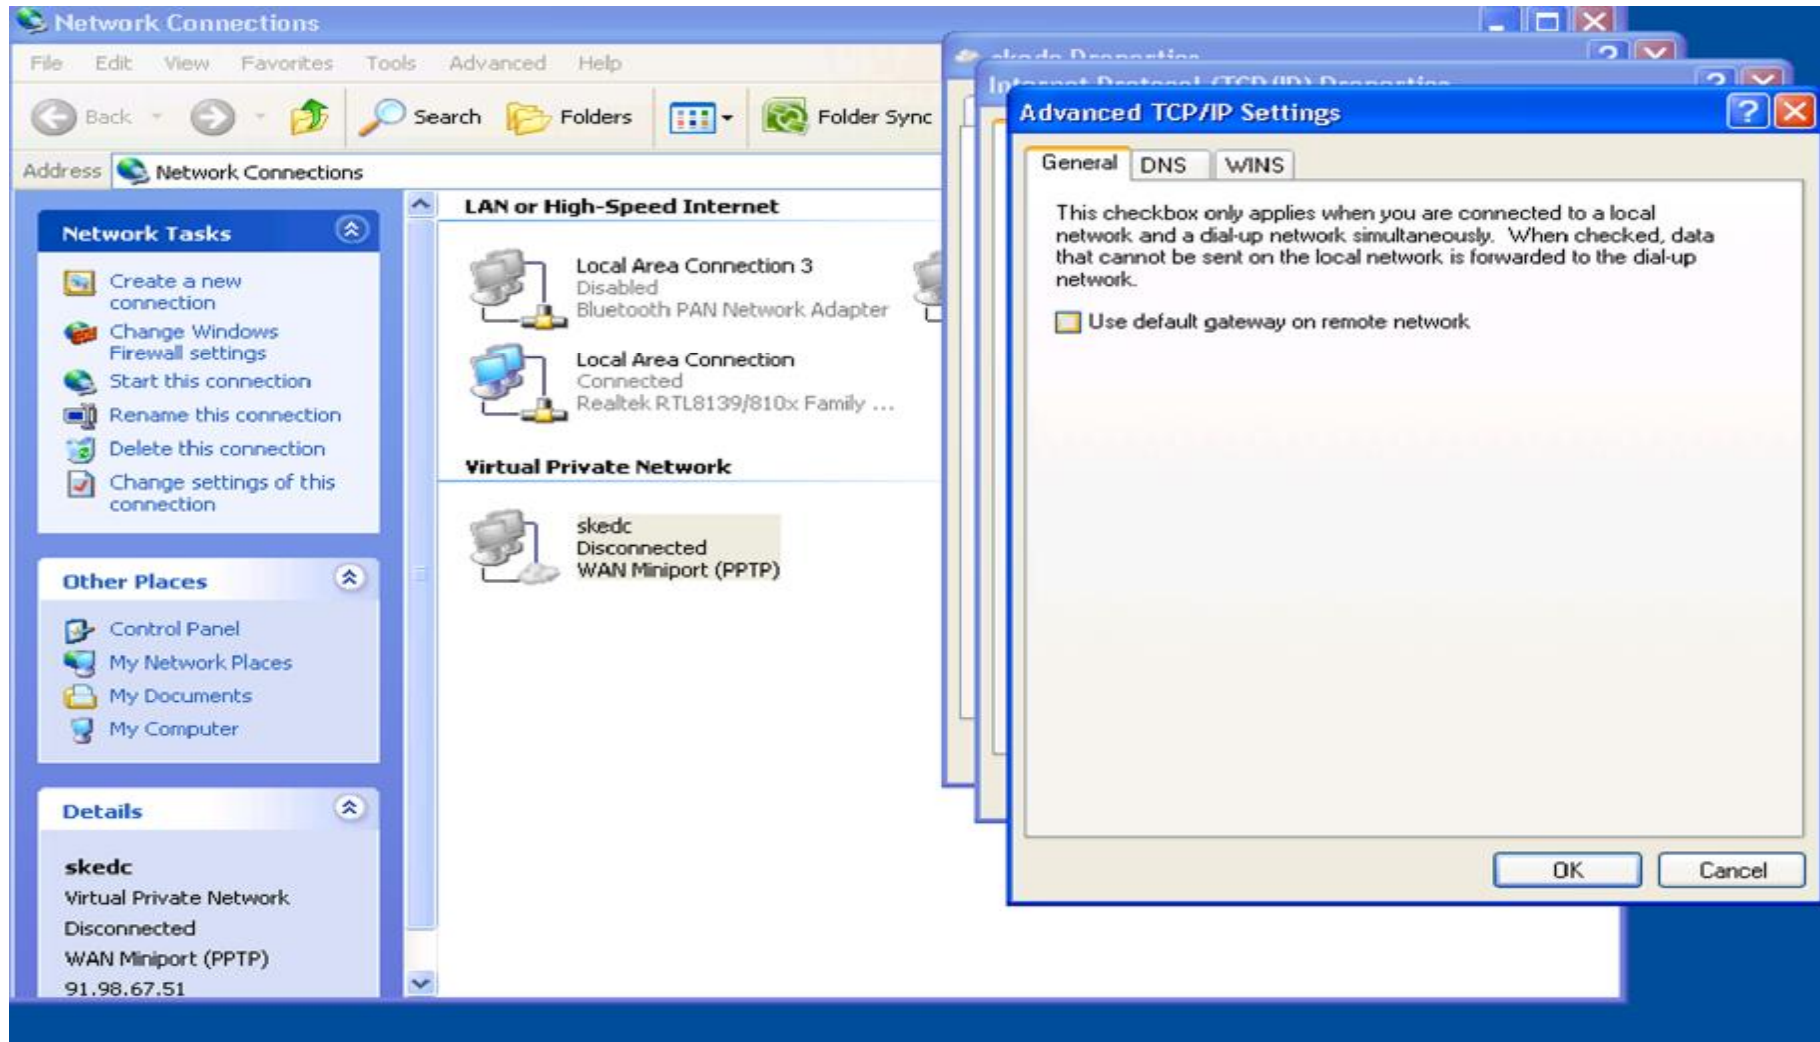 Network Connections
File Edit View Favorites Tools Advanced Help
Back Search Folders Folder Sync
Address Network Connections
Network Tasks
Create a new
connection
Change Windows
Firewall settings
Start this connection
Rename this connection
Delete this connection
Change settings of this
connection
Other Places
Control Panel
My Network Places
My Documents
My Computer
Details
skedc
Virtual Private Network
Disconnected
WAN Miniport (PPTP)
91.98.67.51
LAN or High-Speed Internet
Local Area Connection 3
Disabled
Bluetooth PAN Network Adapter
Local Area Connection
Connected
Realtek RTL8139/810x Family ...
Virtual Private Network
skedc
Disconnected
WAN Miniport (PPTP)
skedc Properties
Internet Protocol (TCP/IP) Properties
Advanced TCP/IP Settings
General DNS WINS
This checkbox only applies when you are connected to a local
network and a dial-up network simultaneously. When checked, data
that cannot be sent on the local network is forwarded to the dial-up
network.
Use default gateway on remote network
OK Cancel